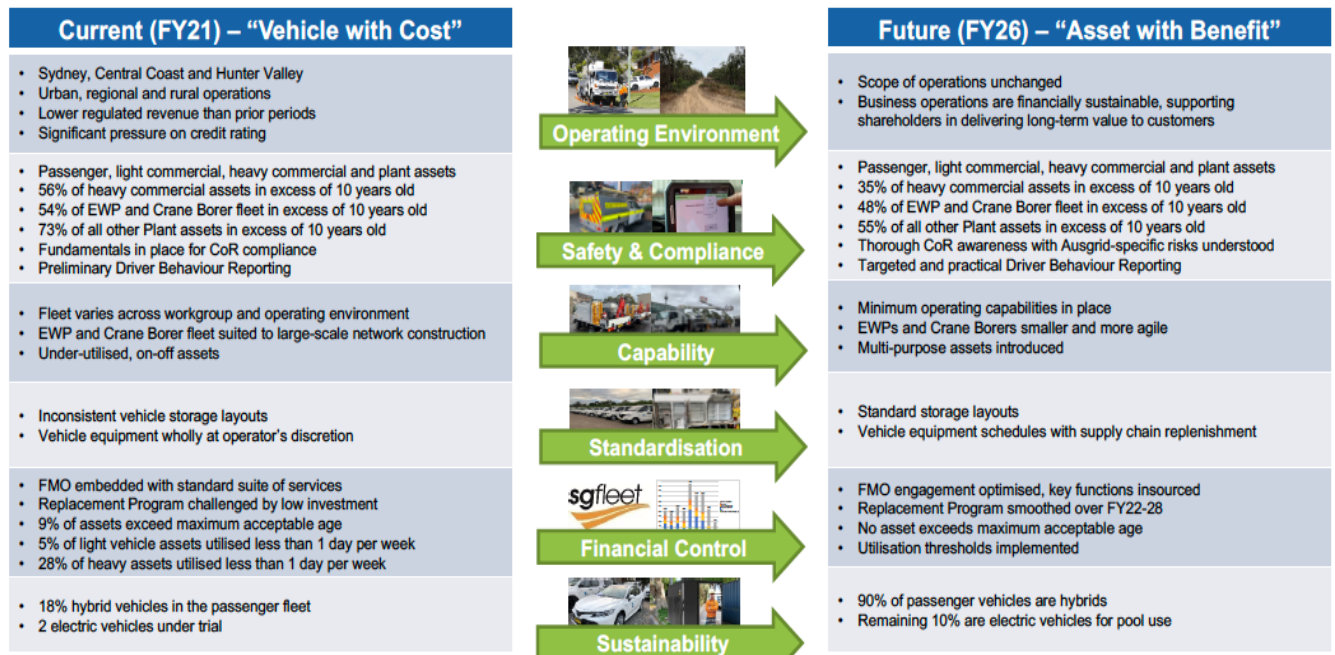 Current (FY21) – “Vehicle with Cost”
• Sydney, Central Coast and Hunter Valley
• Urban, regional and rural operations
• Lower regulated revenue than prior periods
• Significant pressure on credit rating
• Passenger, light commercial, heavy commercial and plant assets
• 56% of heavy commercial assets in excess of 10 years old
• 54% of EWP and Crane Borer fleet in excess of 10 years old
• 73% of all other Plant assets in excess of 10 years old
• Fundamentals in place for CoR compliance
• Preliminary Driver Behaviour Reporting
• Fleet varies across workgroup and operating environment
• EWP and Crane Borer fleet suited to large-scale network construction
• Under-utilised, on-off assets
• Inconsistent vehicle storage layouts
• Vehicle equipment wholly at operator’s discretion
• FMO embedded with standard suite of services
• Replacement Program challenged by low investment
• 9% of assets exceed maximum acceptable age
• 5% of light vehicle assets utilised less than 1 day per week
• 28% of heavy assets utilised less than 1 day per week
• 18% hybrid vehicles in the passenger fleet
• 2 electric vehicles under trial
Operating Environment
Safety & Compliance
Capability
Standardisation
sgfleet
Financial Control
Sustainability
Future (FY26) – “Asset with Benefit”
• Scope of operations unchanged
• Business operations are financially sustainable, supporting
shareholders in delivering long-term value to customers
• Passenger, light commercial, heavy commercial and plant assets
• 35% of heavy commercial assets in excess of 10 years old
• 48% of EWP and Crane Borer fleet in excess of 10 years old
• 55% of all other Plant assets in excess of 10 years old
• Thorough CoR awareness with Ausgrid-specific risks understood
• Targeted and practical Driver Behaviour Reporting
• Minimum operating capabilities in place
• EWPs and Crane Borers smaller and more agile
• Multi-purpose assets introduced
• Standard storage layouts
• Vehicle equipment schedules with supply chain replenishment
• FMO engagement optimised, key functions insourced
• Replacement Program smoothed over FY22-28
• No asset exceeds maximum acceptable age
• Utilisation thresholds implemented
• 90% of passenger vehicles are hybrids
• Remaining 10% are electric vehicles for pool use